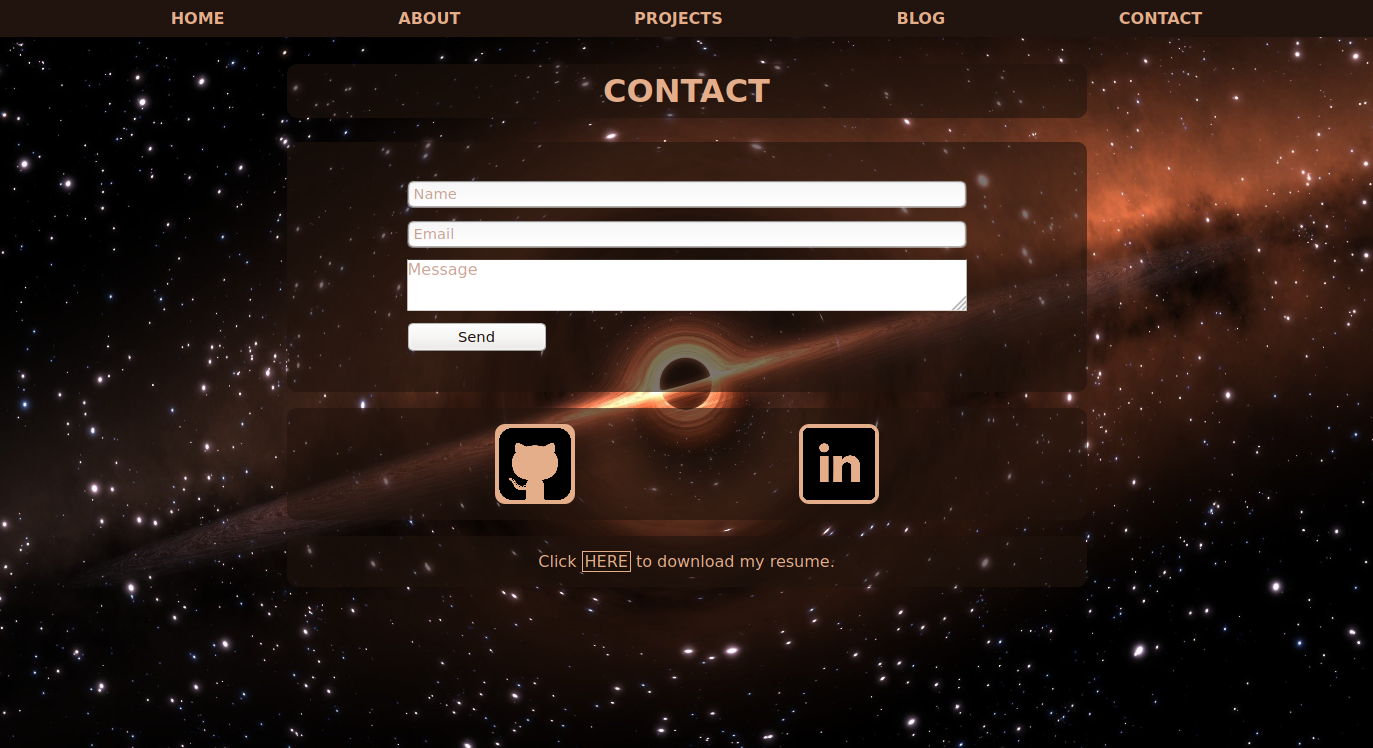 HOME ABOUT PROJECTS BLOG CONTACT
CONTACT
Name
Email
Message
Send
in
Click HERE to download my resume.